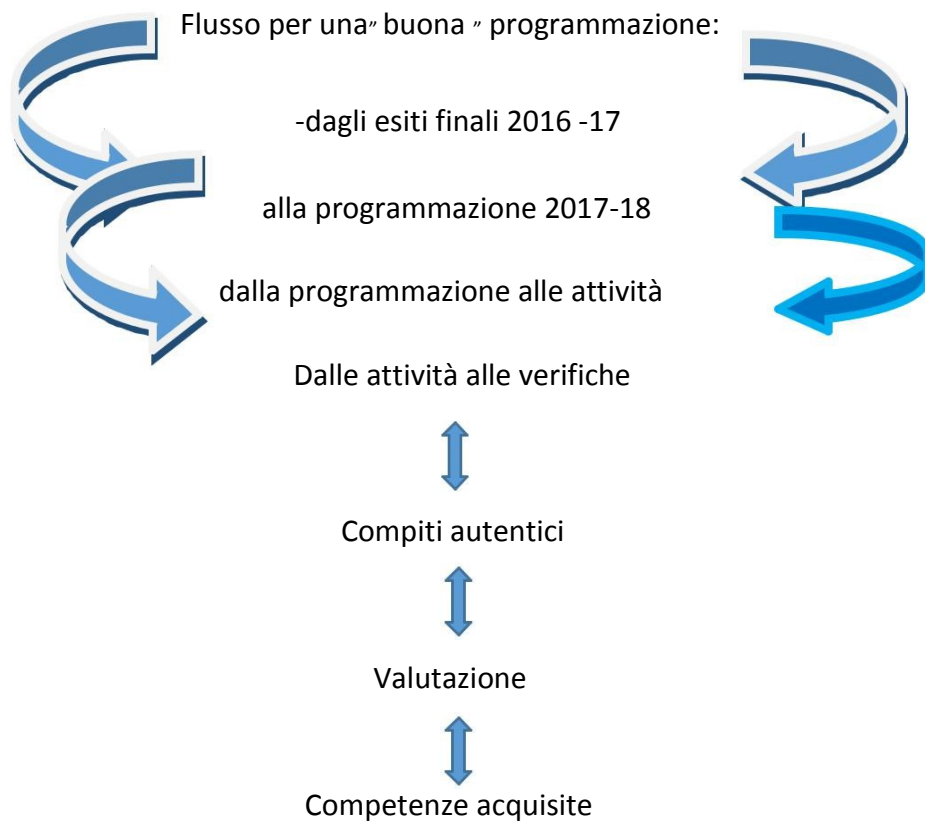 Flusso per una” buona ” programmazione:
-dagli esiti finali 2016 -17
alla programmazione 2017-18
dalla programmazione alle attività
Dalle attività alle verifiche
Compiti autentici
Valutazione
Competenze acquisite